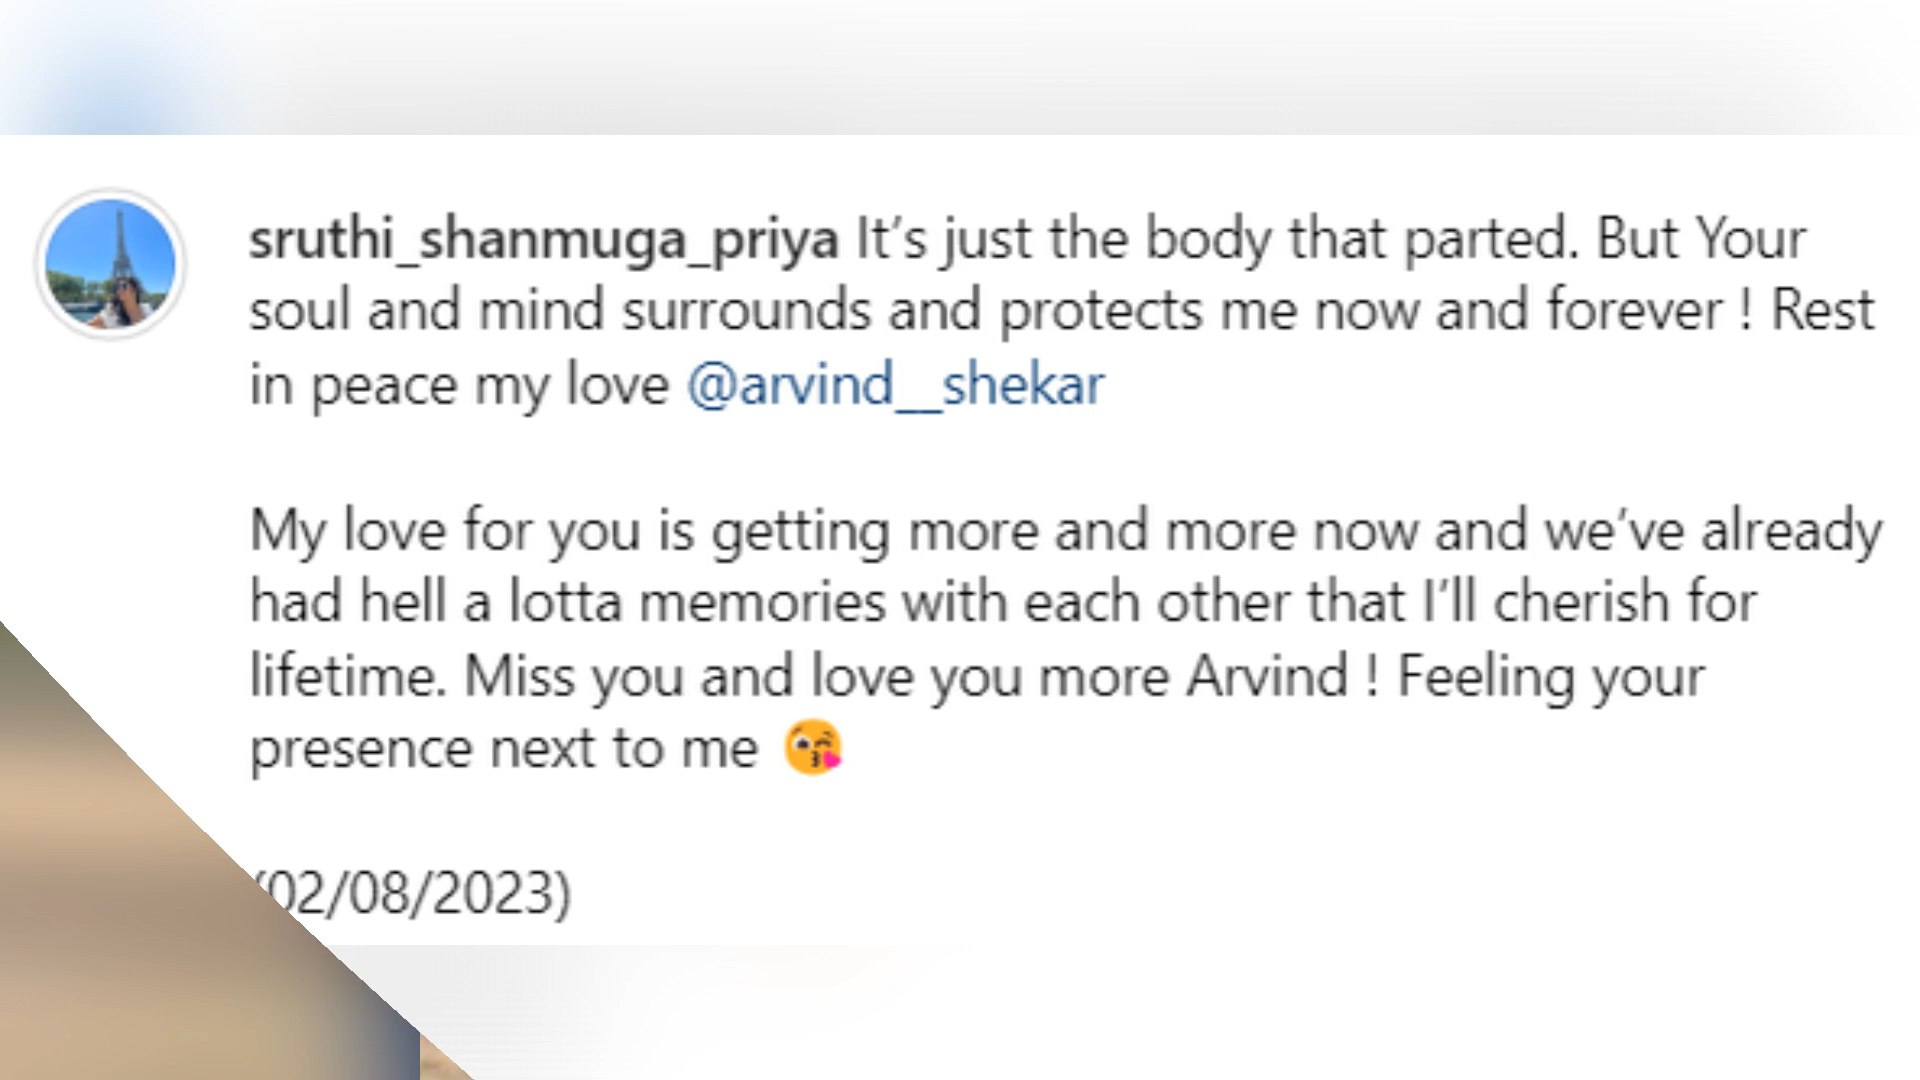 sruthi_shanmuga_priya It’s just the body that parted. But Your
soul and mind surrounds and protects me now and forever ! Rest
in peace my love @arvind__shekar
My love for you is getting more and more now and we’ve already
had hell a lotta memories with each other that I’ll cherish for
lifetime. Miss you and love you more Arvind ! Feeling your
presence next to me 😘
(02/08/2023)